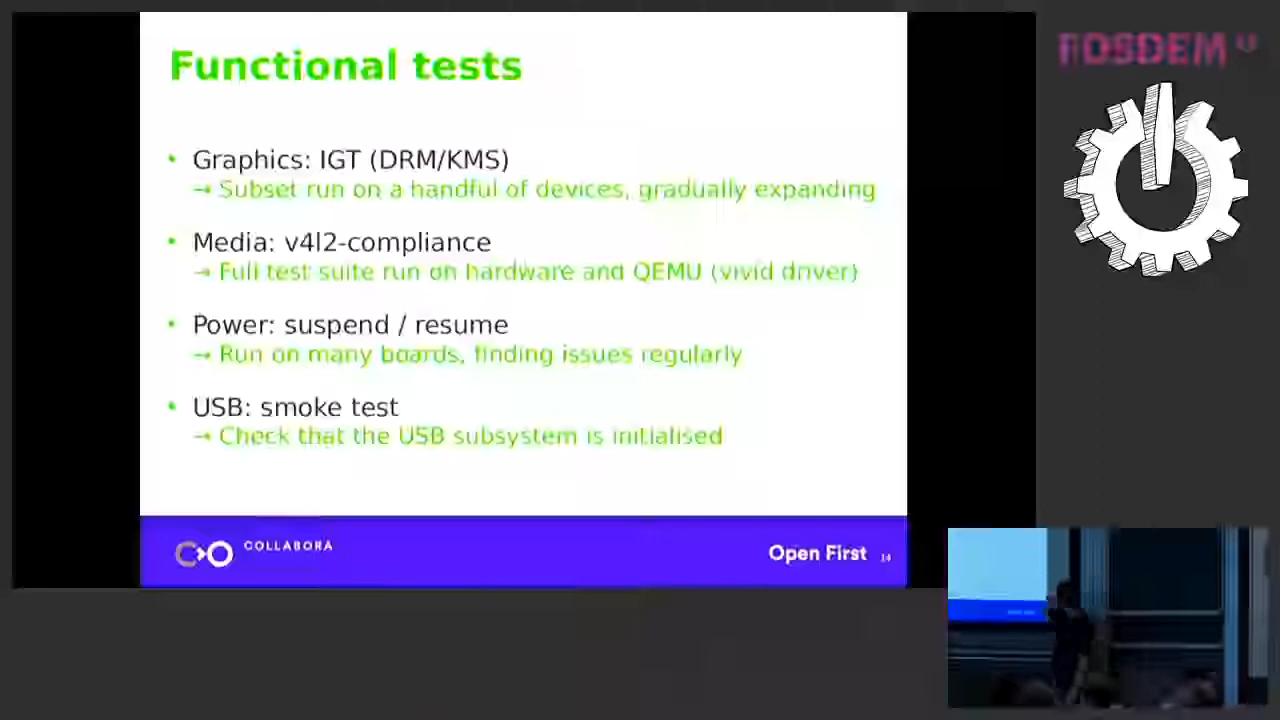 Functional tests
• Graphics: IGT (DRM/KMS)
→ Subset run on a handful of devices, gradually expanding
• Media: v4l2-compliance
→ Full test suite run on hardware and QEMU (vivid driver)
• Power: suspend / resume
→ Run on many boards, finding issues regularly
• USB: smoke test
→ Check that the USB subsystem is initialised
COLLABORA
Open First 14
FOSDEM